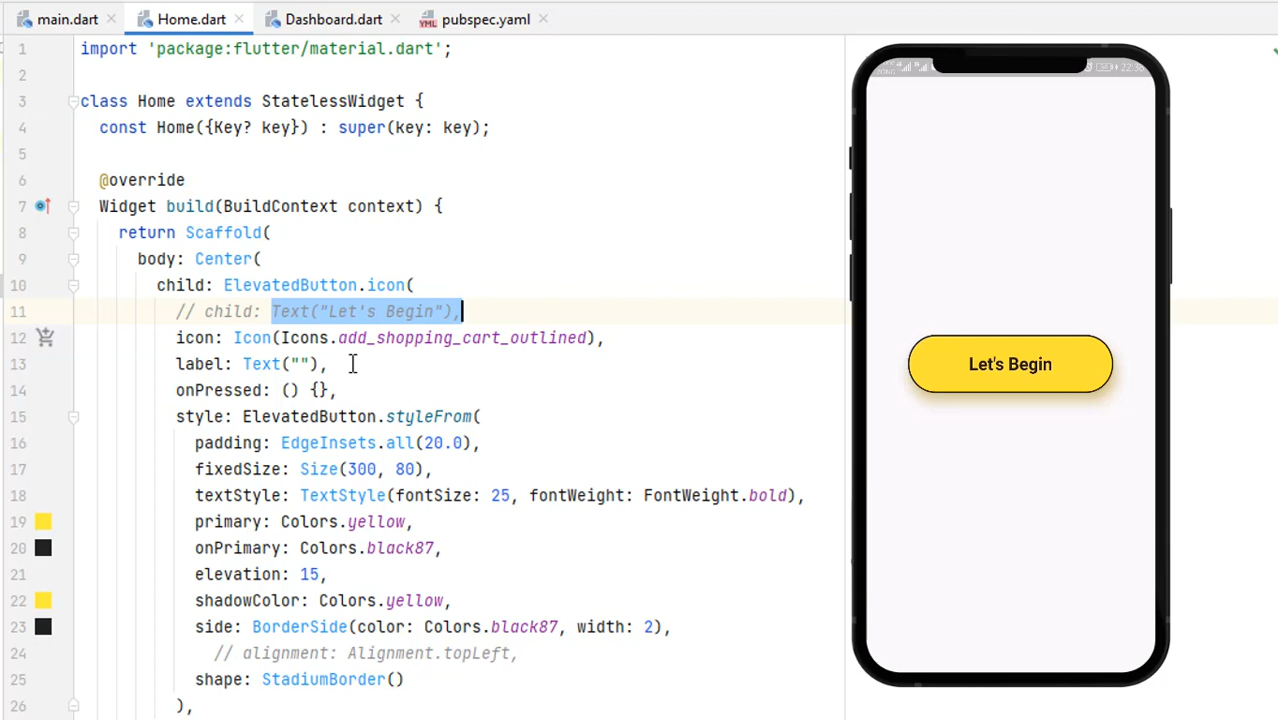 main.dart Home.dart Dashboard.dart pubspec.yaml
1 import 'package:flutter/material.dart';
2
3 class Home extends StatelessWidget {
4 const Home({Key? key}) : super(key: key);
5
6 @override
7 Widget build(BuildContext context) {
8 return Scaffold(
9 body: Center(
10 child: ElevatedButton.icon(
11 // child: Text("Let's Begin"),
12 icon: Icon(Icons.add_shopping_cart_outlined),
13 label: Text(""),
14 onPressed: () {},
15 style: ElevatedButton.styleFrom(
16 padding: EdgeInsets.all(20.0),
17 fixedSize: Size(300, 80),
18 textStyle: TextStyle(fontSize: 25, fontWeight: FontWeight.bold),
19 primary: Colors.yellow,
20 onPrimary: Colors.black87,
21 elevation: 15,
22 shadowColor: Colors.yellow,
23 side: BorderSide(color: Colors.black87, width: 2),
24 // alignment: Alignment.topLeft,
25 shape: StadiumBorder()
26 ),
Let's Begin